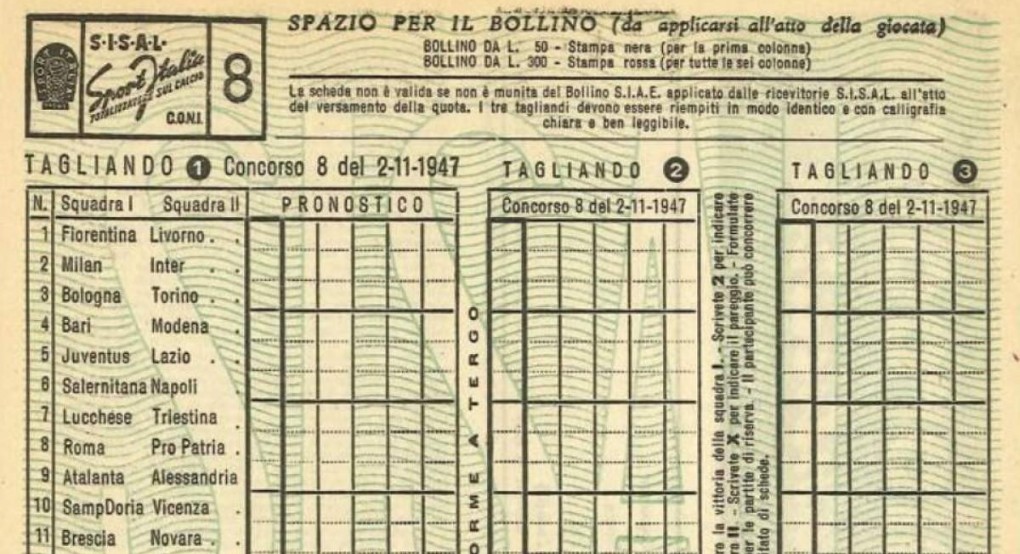 SPAZIO PER IL BOLLINO (da applicarsi all'atto della giocata)
BOLLINO DA L. 50 - Stampa nera (per la prima colonna)
BOLLINO DA L. 300 - Stampa rossa (per tutte le sei colonne)
S·I·S·A·L·
Sport Italia
TOTALIZZATORE SUL CALCIO
C.O.N.I.
8
La scheda non è valida se non è munita del Bollino S.I.A.E. applicato dalle ricevitorie S.I.S.A.L. all'atto
del versamento della quota. I tre tagliandi devono essere riempiti in modo identico e con calligrafia
chiara e ben leggibile.
TAGLIANDO 1 Concorso 8 del 2-11-1947
N. Squadra I Squadra II PRONOSTICO
1 Fiorentina Livorno . .
2 Milan Inter . .
3 Bologna Torino . .
4 Bari Modena .
5 Juventus Lazio . .
6 Salernitana Napoli .
7 Lucchese Triestina
8 Roma Pro Patria .
9 Atalanta Alessandria
10 SampDoria Vicenza .
11 Brescia Novara . .
ORME A TERGO
TAGLIANDO 2
Concorso 8 del 2-11-1947
re la vittoria della squadra I. - Scrivete 2 per indicare
ra II. - Scrivete X per indicare il pareggio. - Formulate
er le partite di riserva. - Il partecipante può concorrere
tato di schede.
TAGLIANDO 3
Concorso 8 del 2-11-1947